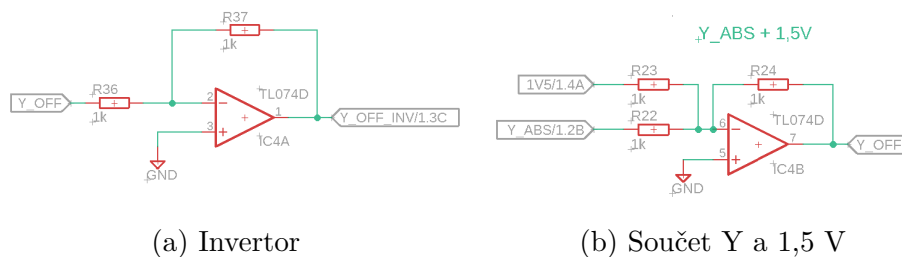 R37
1k
Y_OFF
R36
1k
2
3
1
TL074D
IC4A
Y_OFF_INV/1.3C
GND
Y_ABS + 1,5V
1V5/1.4A
R23
1k
R24
1k
Y_ABS/1.2B
R22
1k
6
5
7
TL074D
IC4B
Y_OFF
GND
(a) Invertor
(b) Součet Y a 1,5 V